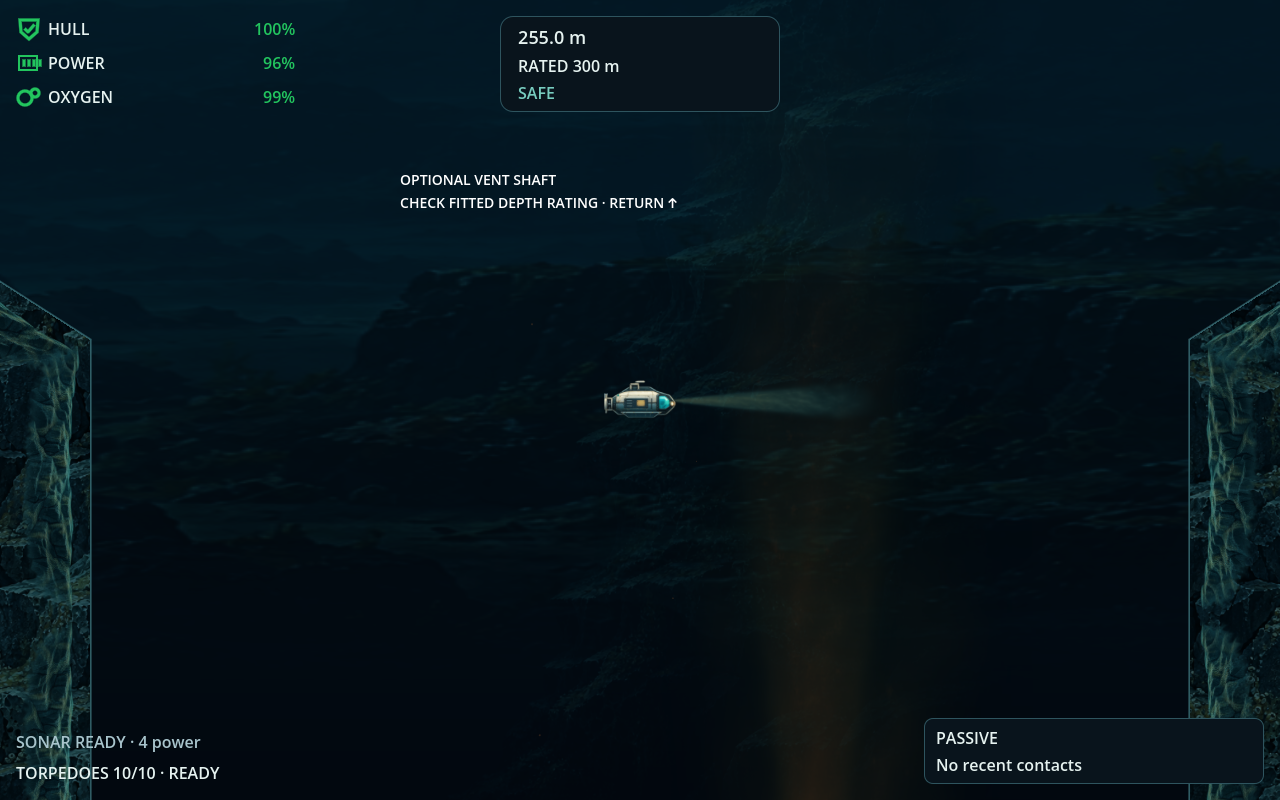 HULL 100%
POWER 96%
OXYGEN 99%
255.0 m
RATED 300 m
SAFE
OPTIONAL VENT SHAFT
CHECK FITTED DEPTH RATING · RETURN ↑
SONAR READY · 4 power
TORPEDOES 10/10 · READY
PASSIVE
No recent contacts